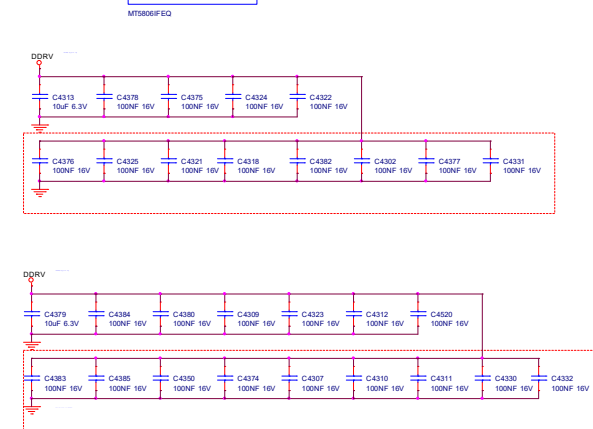 MT5806IFEQ
DDRV
C4313 C4378 C4375 C4324 C4322
10uF 6.3V 100NF 16V 100NF 16V 100NF 16V 100NF 16V
C4376 C4325 C4321 C4318 C4382 C4302 C4377 C4331
100NF 16V 100NF 16V 100NF 16V 100NF 16V 100NF 16V 100NF 16V 100NF 16V 100NF 16V
DDRV
C4379 C4384 C4380 C4309 C4323 C4312 C4520
10uF 6.3V 100NF 16V 100NF 16V 100NF 16V 100NF 16V 100NF 16V 100NF 16V
C4383 C4385 C4350 C4374 C4307 C4310 C4311 C4330 C4332
100NF 16V 100NF 16V 100NF 16V 100NF 16V 100NF 16V 100NF 16V 100NF 16V 100NF 16V 100NF 16V